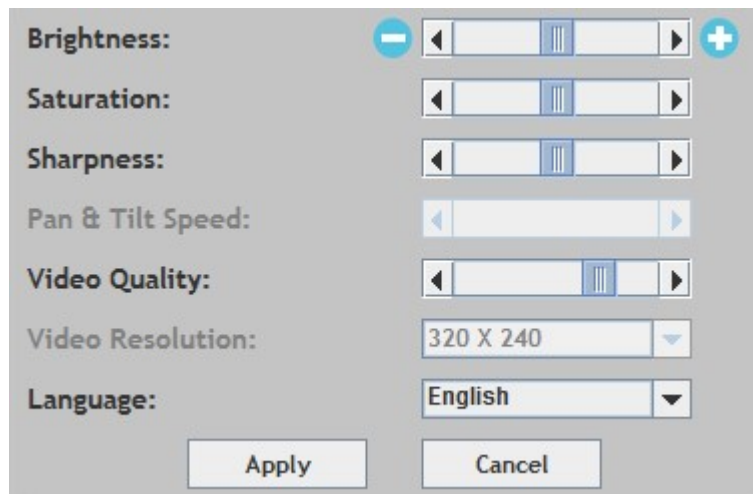 Brightness:
Saturation:
Sharpness:
Pan & Tilt Speed:
Video Quality:
Video Resolution: 320 X 240
Language: English
Apply Cancel